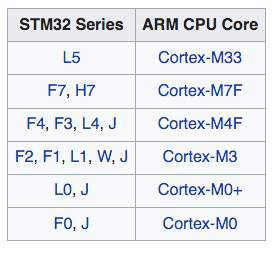 STM32 Series ARM CPU Core
L5 Cortex-M33
F7, H7 Cortex-M7F
F4, F3, L4, J Cortex-M4F
F2, F1, L1, W, J Cortex-M3
L0, J Cortex-M0+
F0, J Cortex-M0